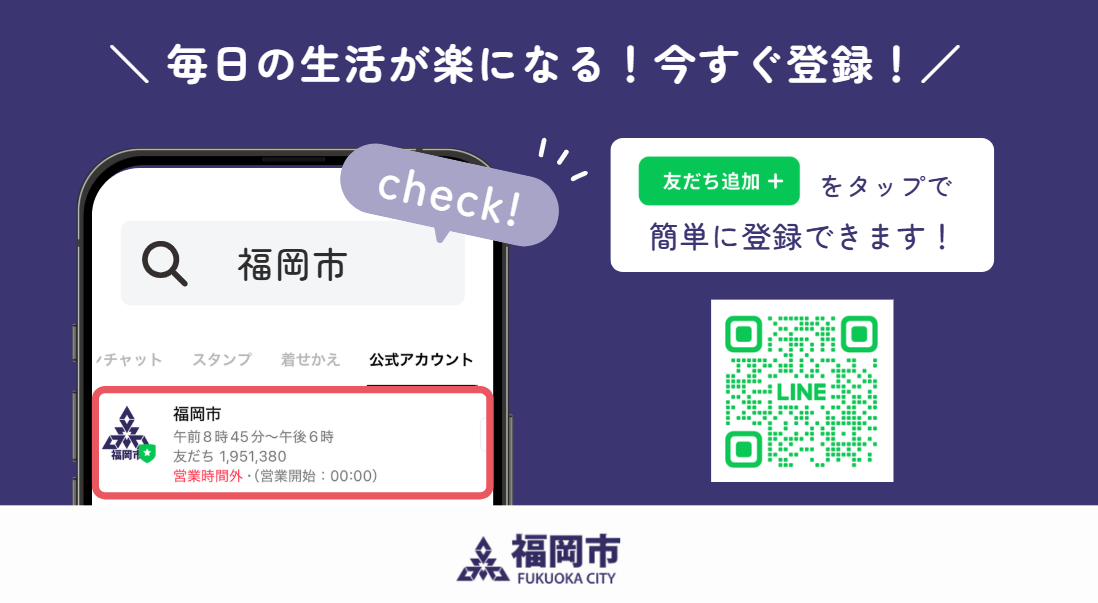 ＼ 毎日の生活が楽になる！今すぐ登録！／
check!
福岡市
ンチャット スタンプ 着せかえ 公式アカウント
福岡市
福岡市
午前８時45分〜午後６時
友だち 1,951,380
営業時間外・（営業開始：00:00）
友だち追加＋ をタップで
簡単に登録できます！
LINE
福岡市
FUKUOKA CITY